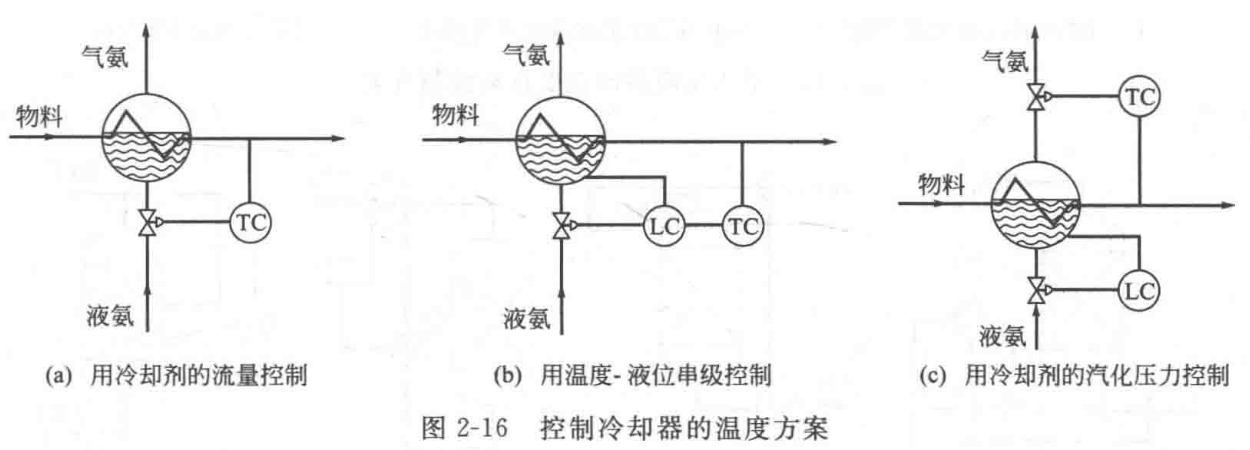 气氨
物料
TC
液氨
(a) 用冷却剂的流量控制
气氨
物料
LC
TC
液氨
(b) 用温度-液位串级控制
气氨
TC
物料
LC
液氨
(c) 用冷却剂的汽化压力控制
图 2-16 控制冷却器的温度方案